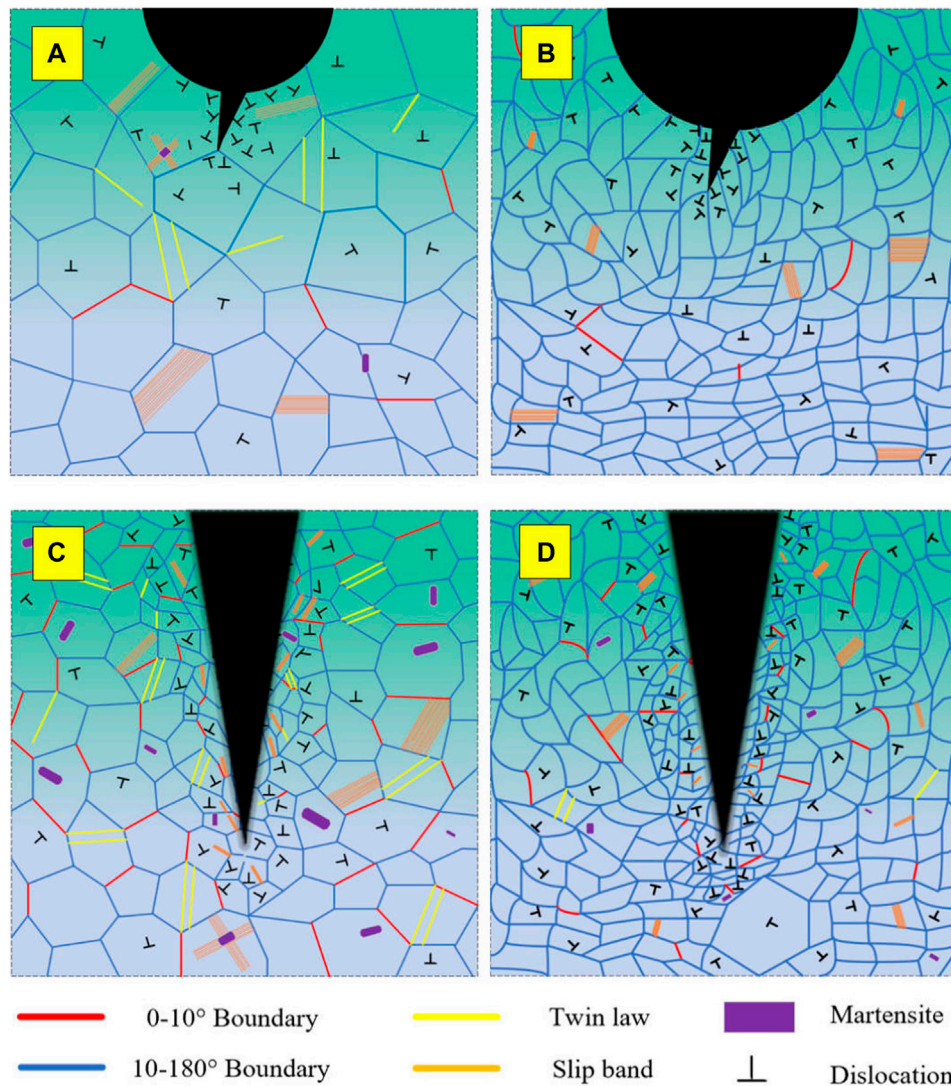 A
B
C
D
0-10° Boundary
Twin law
Martensite
10-180° Boundary
Slip band
Dislocation